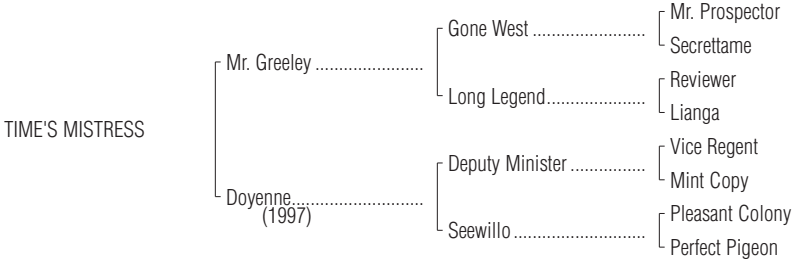 Mr. Prospector
Gone West ........................
Secrettame
Mr. Greeley .......................
Reviewer
Long Legend.....................
Lianga
TIME'S MISTRESS
Vice Regent
Deputy Minister ................
Mint Copy
Doyenne............................
(1997)
Pleasant Colony
Seewillo ............................
Perfect Pigeon